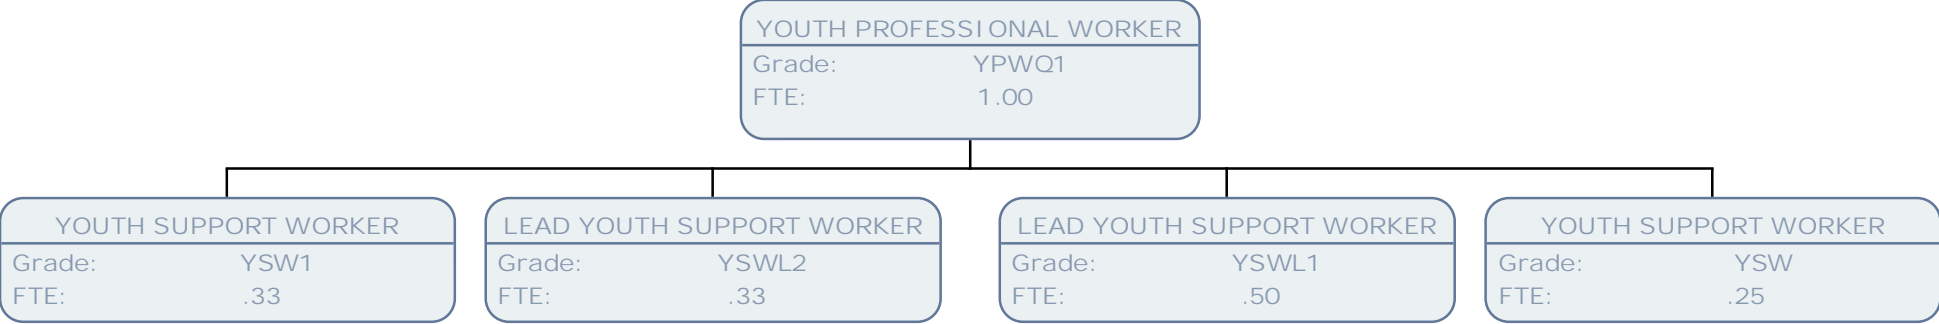 YOUTH PROFESSIONAL WORKER
Grade: YPWQ1
FTE: 1.00
YOUTH SUPPORT WORKER
Grade: YSW1
FTE: .33
LEAD YOUTH SUPPORT WORKER
Grade: YSWL2
FTE: .33
LEAD YOUTH SUPPORT WORKER
Grade: YSWL1
FTE: .50
YOUTH SUPPORT WORKER
Grade: YSW
FTE: .25